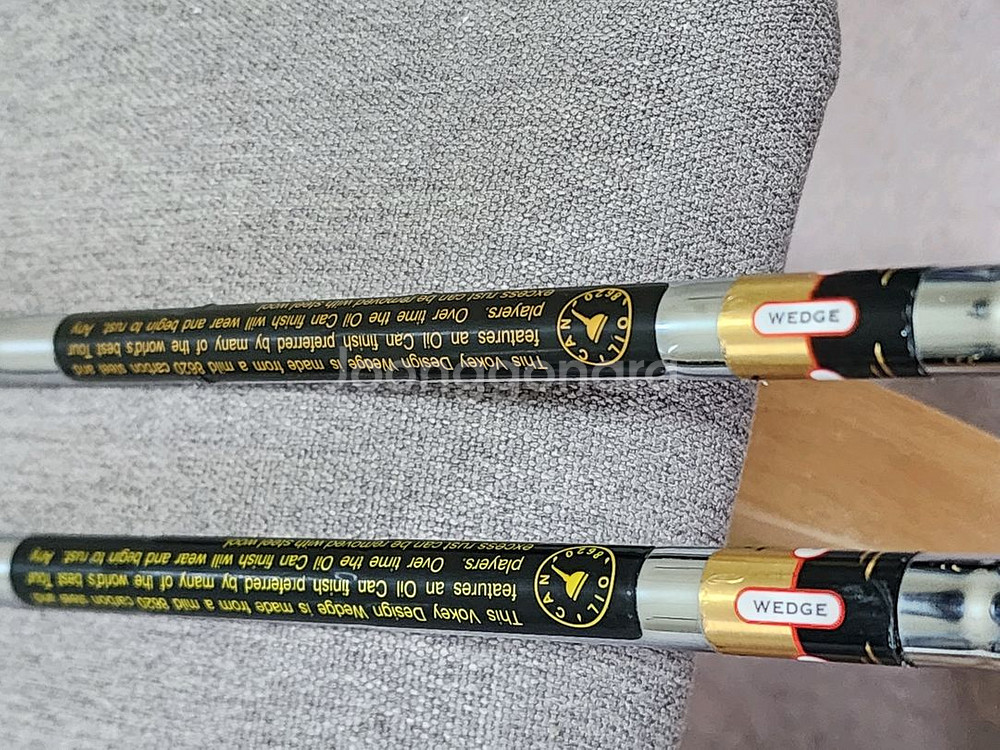 This Vokey Design Wedge is made from a mild 8620 carbon steel and
features an Oil Can finish preferred by many of the world's best Tour
players. Over time the Oil Can finish will wear and begin to rust. Any
excess rust can be removed with steel wool
OIL CAN
8620
WEDGE
This Vokey Design Wedge is made from a mild 8620 carbon steel and
features an Oil Can finish preferred by many of the world's best Tour
players. Over time the Oil Can finish will wear and begin to rust. Any
excess rust can be removed with steel wool
OIL CAN
8620
WEDGE
Joonggonara